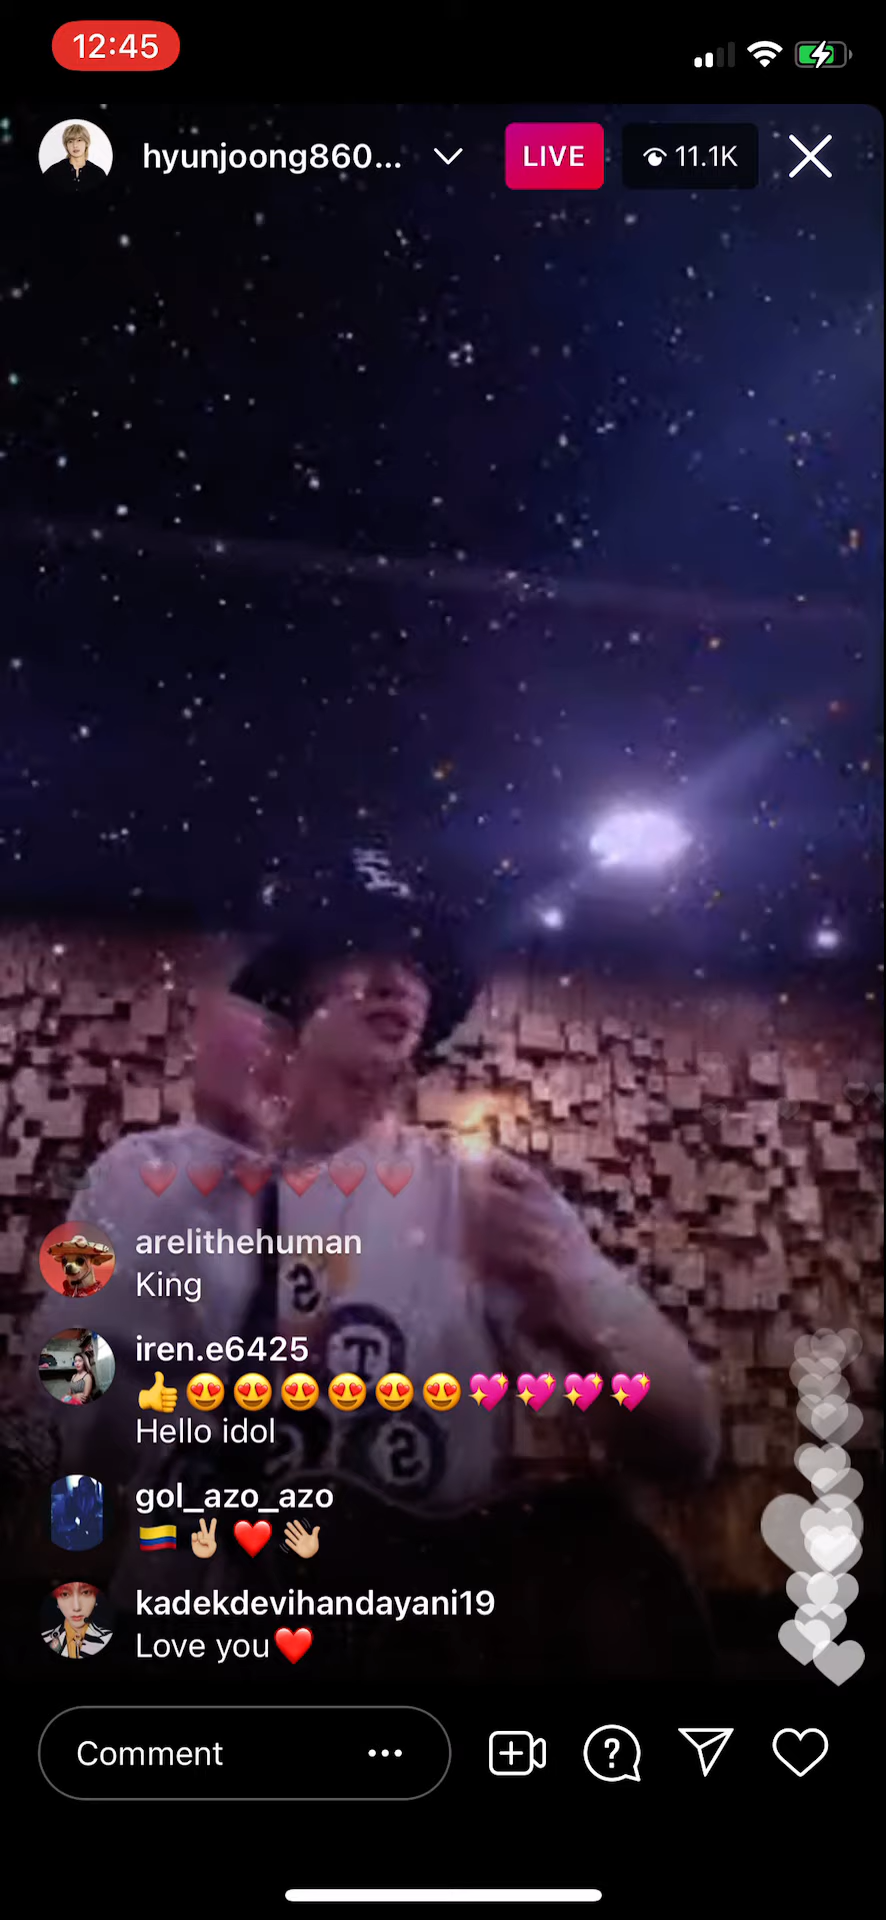 12:45
hyunjoong860...
LIVE
11.1K
❤️❤️❤️❤️❤️❤️
arelithehuman
King
iren.e6425
👍😍😍😍😍😍😍💖💖💖💖
Hello idol
gol_azo_azo
🇨🇴✌🏼❤️👋🏼
kadekdevihandayani19
Love you❤️
Comment